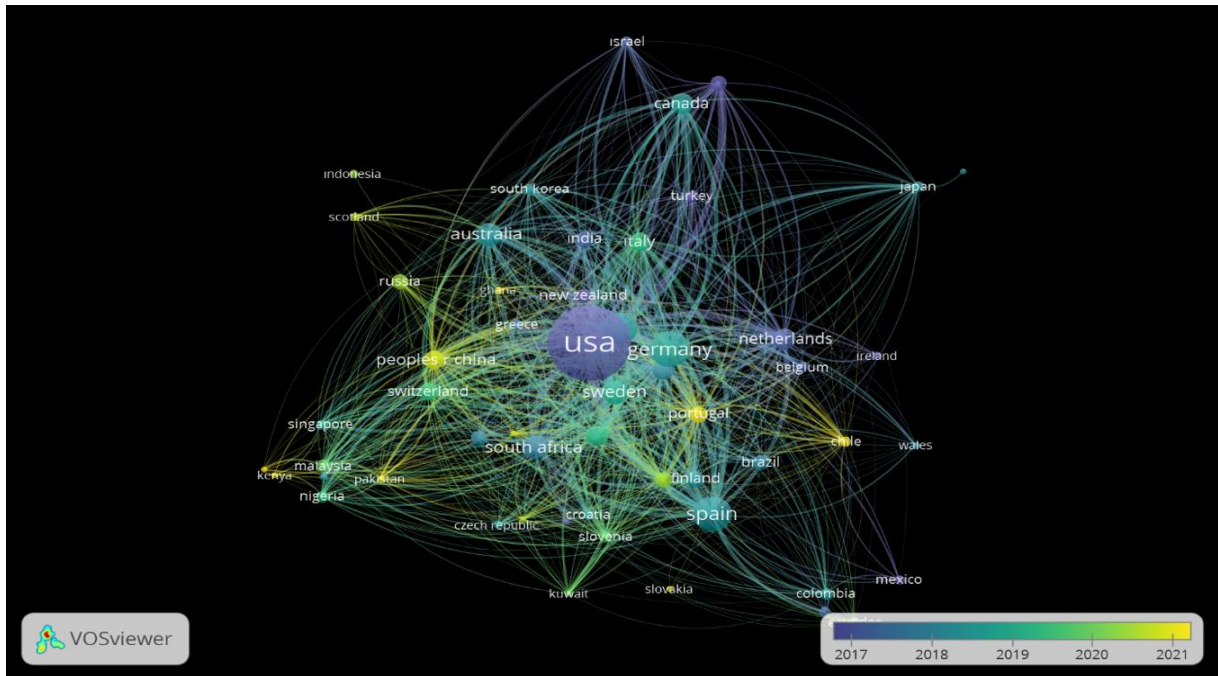 israel
canada
indonesia
south korea
japan
turkey
scotland
australia
india
italy
russia
ghana
new zealand
greece
usa
germany
netherlands
peoples r china
ireland
belgium
switzerland
sweden
portugal
singapore
south africa
chile
wales
malaysia
brazil
kenya
pakistan
finland
nigeria
croatia
spain
czech republic
slovenia
mexico
kuwait
slovakia
colombia
VOSviewer
2017 2018 2019 2020 2021